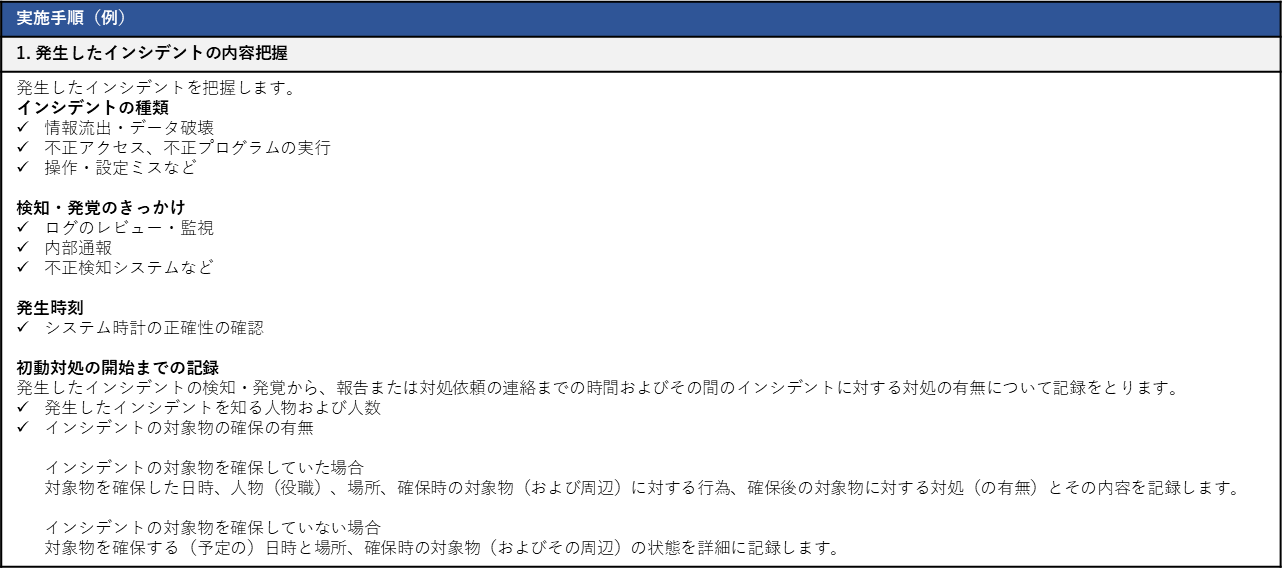 実施手順（例）
1. 発生したインシデントの内容把握
発生したインシデントを把握します。
インシデントの種類
✓ 情報流出・データ破壊
✓ 不正アクセス、不正プログラムの実行
✓ 操作・設定ミスなど
検知・発覚のきっかけ
✓ ログのレビュー・監視
✓ 内部通報
✓ 不正検知システムなど
発生時刻
✓ システム時計の正確性の確認
初動対処の開始までの記録
発生したインシデントの検知・発覚から、報告または対処依頼の連絡までの時間およびその間のインシデントに対する対処の有無について記録をとります。
✓ 発生したインシデントを知る人物および人数
✓ インシデントの対象物の確保の有無
インシデントの対象物を確保していた場合
対象物を確保した日時、人物（役職）、場所、確保時の対象物（および周辺）に対する行為、確保後の対象物に対する対処（の有無）とその内容を記録します。
インシデントの対象物を確保していない場合
対象物を確保する（予定の）日時と場所、確保時の対象物（およびその周辺）の状態を詳細に記録します。